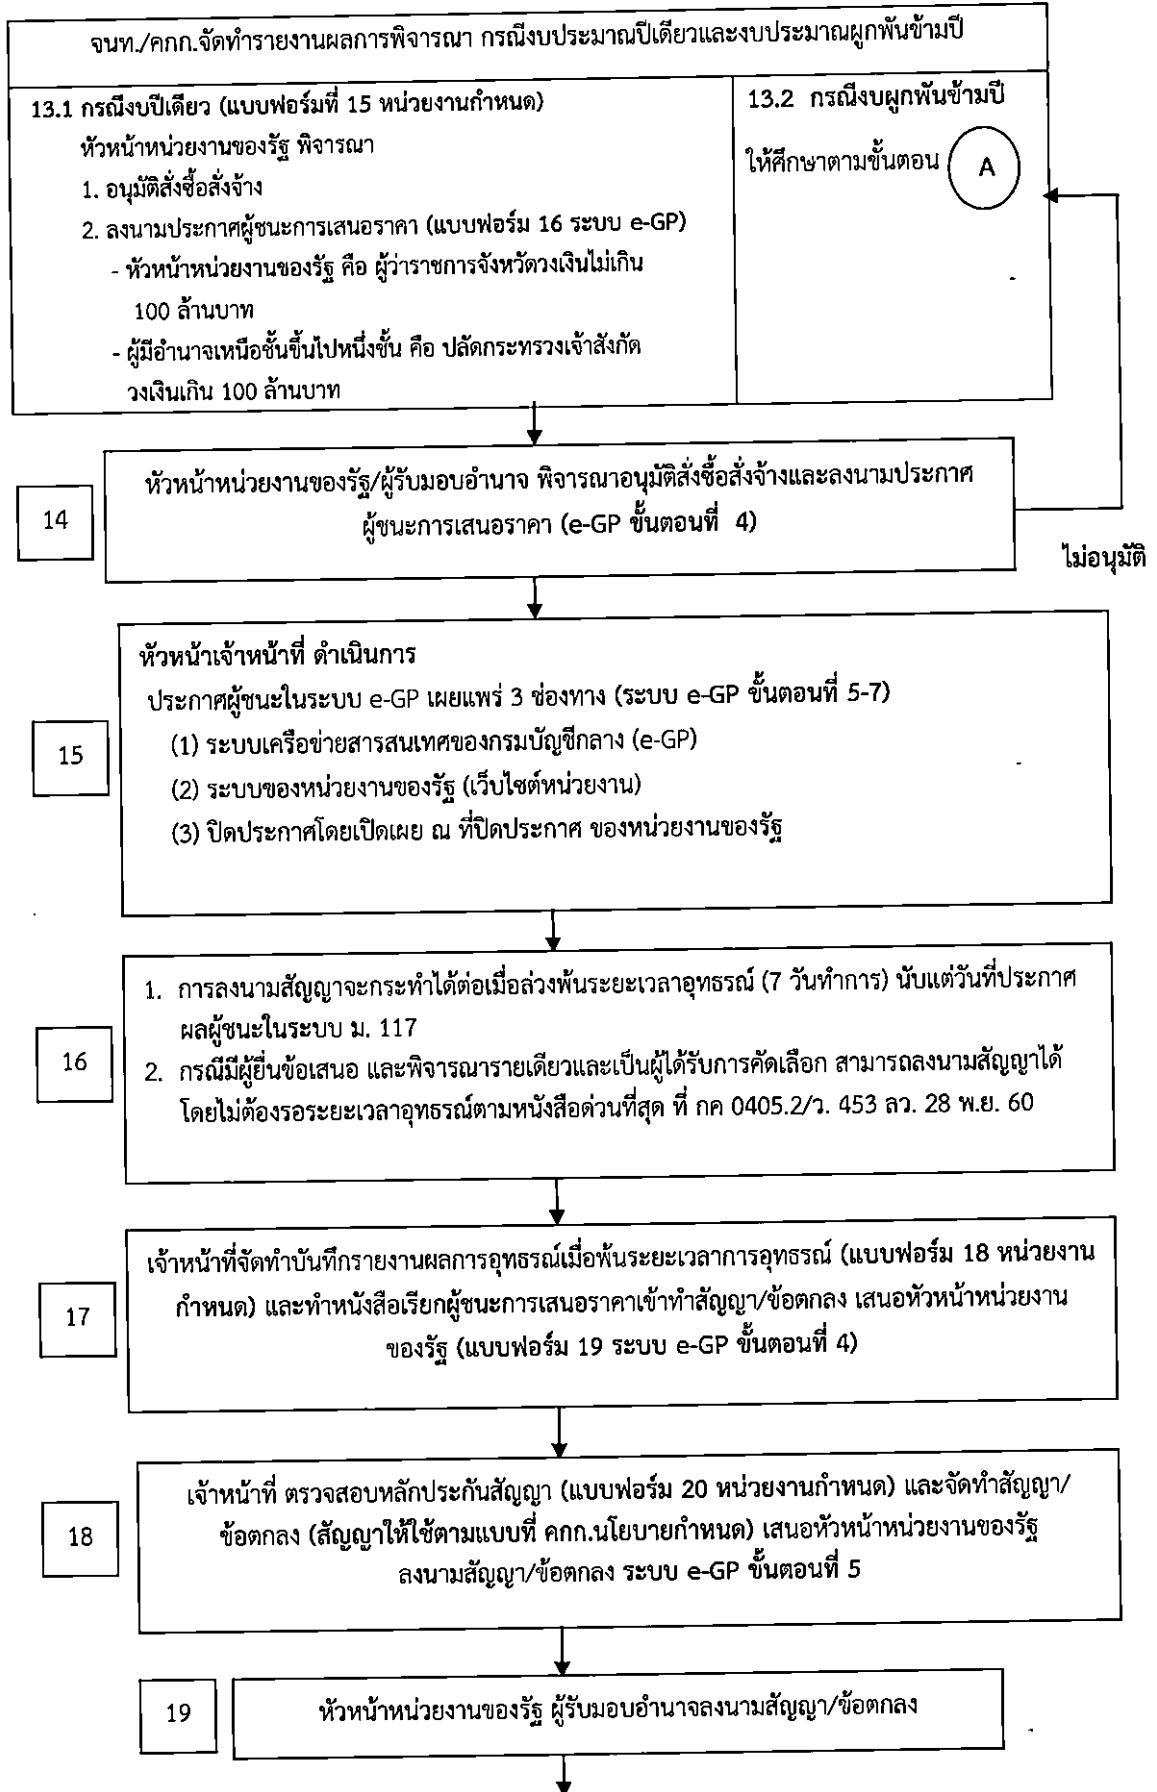 จนท./คกก.จัดทำรายงานผลการพิจารณา กรณีงบประมาณปีเดียวและงบประมาณผูกพันข้ามปี
13.1 กรณีงบปีเดียว (แบบฟอร์มที่ 15 หน่วยงานกำหนด)
หัวหน้าหน่วยงานของรัฐ พิจารณา
1. อนุมัติสั่งซื้อสั่งจ้าง
2. ลงนามประกาศผู้ชนะการเสนอราคา (แบบฟอร์ม 16 ระบบ e-GP)
- หัวหน้าหน่วยงานของรัฐ คือ ผู้ว่าราชการจังหวัดวงเงินไม่เกิน
100 ล้านบาท
- ผู้มีอำนาจเหนือชั้นขึ้นไปหนึ่งชั้น คือ ปลัดกระทรวงเจ้าสังกัด
วงเงินเกิน 100 ล้านบาท
13.2 กรณีงบผูกพันข้ามปี
ให้ศึกษาตามขั้นตอน A
14
หัวหน้าหน่วยงานของรัฐ/ผู้รับมอบอำนาจ พิจารณาอนุมัติสั่งซื้อสั่งจ้างและลงนามประกาศ
ผู้ชนะการเสนอราคา (e-GP ขั้นตอนที่ 4)
ไม่อนุมัติ
15
หัวหน้าเจ้าหน้าที่ ดำเนินการ
ประกาศผู้ชนะในระบบ e-GP เผยแพร่ 3 ช่องทาง (ระบบ e-GP ขั้นตอนที่ 5-7)
(1) ระบบเครือข่ายสารสนเทศของกรมบัญชีกลาง (e-GP)
(2) ระบบของหน่วยงานของรัฐ (เว็บไซต์หน่วยงาน)
(3) ปิดประกาศโดยเปิดเผย ณ ที่ปิดประกาศ ของหน่วยงานของรัฐ
16
1. การลงนามสัญญาจะกระทำได้ต่อเมื่อล่วงพ้นระยะเวลาอุทธรณ์ (7 วันทำการ) นับแต่วันที่ประกาศ
ผลผู้ชนะในระบบ ม. 117
2. กรณีมีผู้ยื่นข้อเสนอ และพิจารณารายเดียวและเป็นผู้ได้รับการคัดเลือก สามารถลงนามสัญญาได้
โดยไม่ต้องรอระยะเวลาอุทธรณ์ตามหนังสือด่วนที่สุด ที่ กค 0405.2/ว. 453 ลว. 28 พ.ย. 60
17
เจ้าหน้าที่จัดทำบันทึกรายงานผลการอุทธรณ์เมื่อพ้นระยะเวลาการอุทธรณ์ (แบบฟอร์ม 18 หน่วยงาน
กำหนด) และทำหนังสือเรียกผู้ชนะการเสนอราคาเข้าทำสัญญา/ข้อตกลง เสนอหัวหน้าหน่วยงาน
ของรัฐ (แบบฟอร์ม 19 ระบบ e-GP ขั้นตอนที่ 4)
18
เจ้าหน้าที่ ตรวจสอบหลักประกันสัญญา (แบบฟอร์ม 20 หน่วยงานกำหนด) และจัดทำสัญญา/
ข้อตกลง (สัญญาให้ใช้ตามแบบที่ คกก.นโยบายกำหนด) เสนอหัวหน้าหน่วยงานของรัฐ
ลงนามสัญญา/ข้อตกลง ระบบ e-GP ขั้นตอนที่ 5
19
หัวหน้าหน่วยงานของรัฐ ผู้รับมอบอำนาจลงนามสัญญา/ข้อตกลง